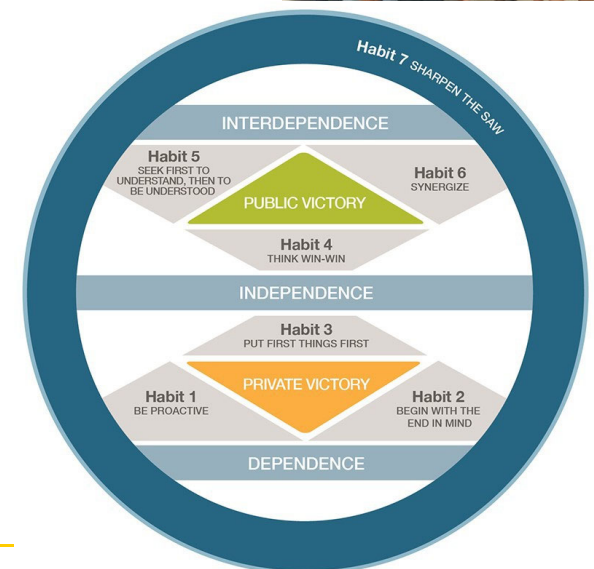 Habit 7 SHARPEN THE SAW
INTERDEPENDENCE
Habit 5
SEEK FIRST TO
UNDERSTAND, THEN TO
BE UNDERSTOOD
Habit 6
SYNERGIZE
PUBLIC VICTORY
Habit 4
THINK WIN-WIN
INDEPENDENCE
Habit 3
PUT FIRST THINGS FIRST
PRIVATE VICTORY
Habit 1
BE PROACTIVE
Habit 2
BEGIN WITH THE
END IN MIND
DEPENDENCE